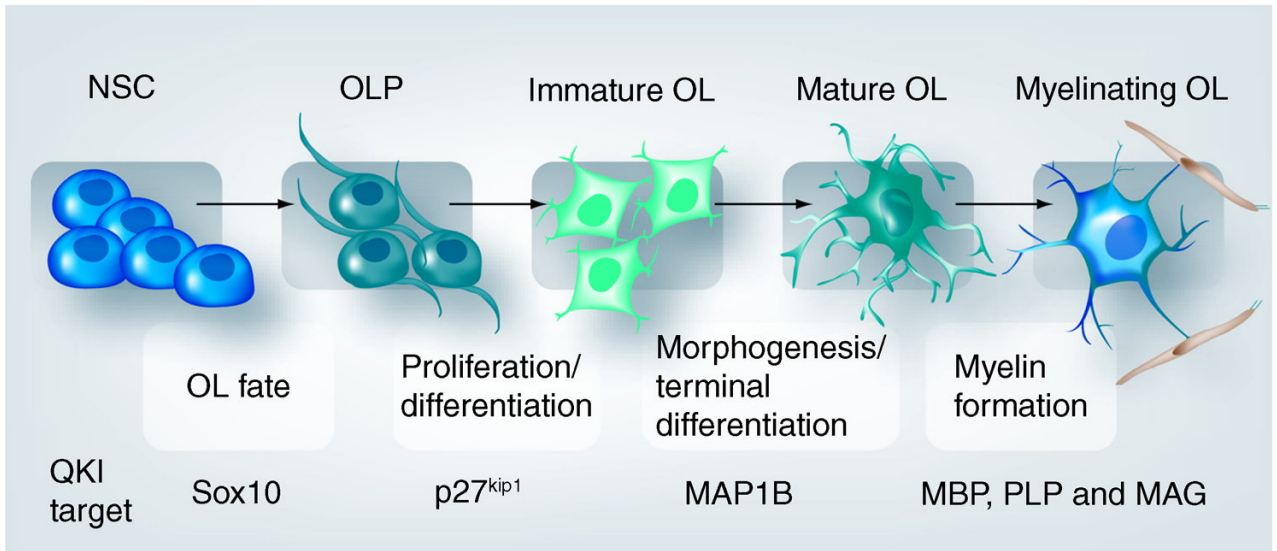 NSC
OLP
Immature OL
Mature OL
Myelinating OL
OL fate
Proliferation/
differentiation
Morphogenesis/
terminal
differentiation
Myelin
formation
QKI
target
Sox10
p27kip1
MAP1B
MBP, PLP and MAG